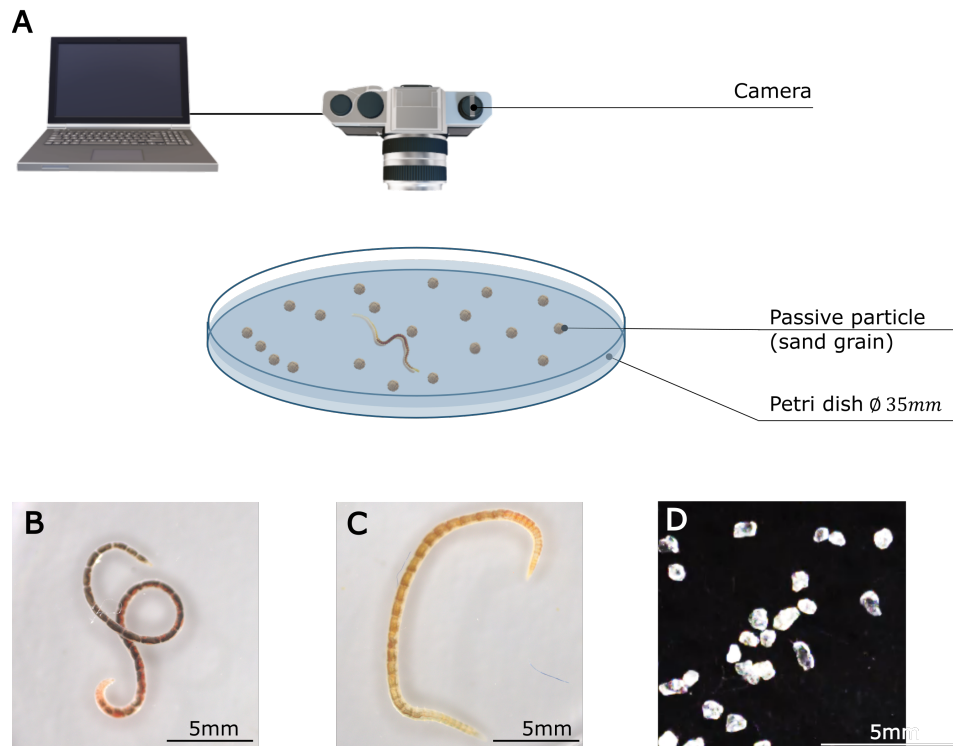 A
Camera
Passive particle
(sand grain)
Petri dish ∅ 35mm
B
5mm
C
5mm
D
5mm